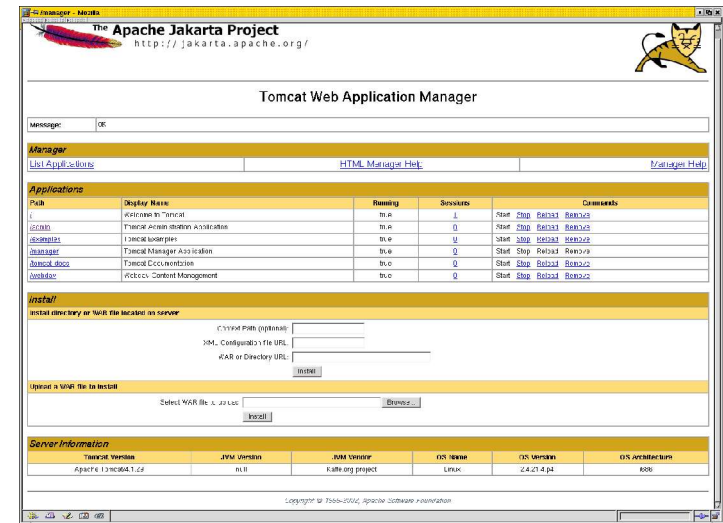 /manager - Mozilla
The Apache Jakarta Project
http://jakarta.apache.org/
Tomcat Web Application Manager
Message: OK
Manager
List Applications HTML Manager Help Manager Help
Applications
Path Display Name Running Sessions Commands
/ Welcome to Tomcat true 1 Start Stop Reload Remove
/admin Tomcat Administration Application true 0 Start Stop Reload Remove
/examples Tomcat Examples true 0 Start Stop Reload Remove
/manager Tomcat Manager Application true 0 Start Stop Reload Remove
/tomcat-docs Tomcat Documentation true 0 Start Stop Reload Remove
Content Management true 0 Start Stop Reload Remove
Install
Install directory or WAR file located on server
Context Path (optional):
XML Configuration file URL:
WAR or Directory URL:
Install
Upload a WAR file to install
Select WAR file to upload Browse...
Install
Server Information
Tomcat Version JVM Version JVM Vendor OS Name OS Version OS Architecture
Apache Tomcat/4.1.29 null Kaffe.org project Linux
Copyright © Apache Software Foundation